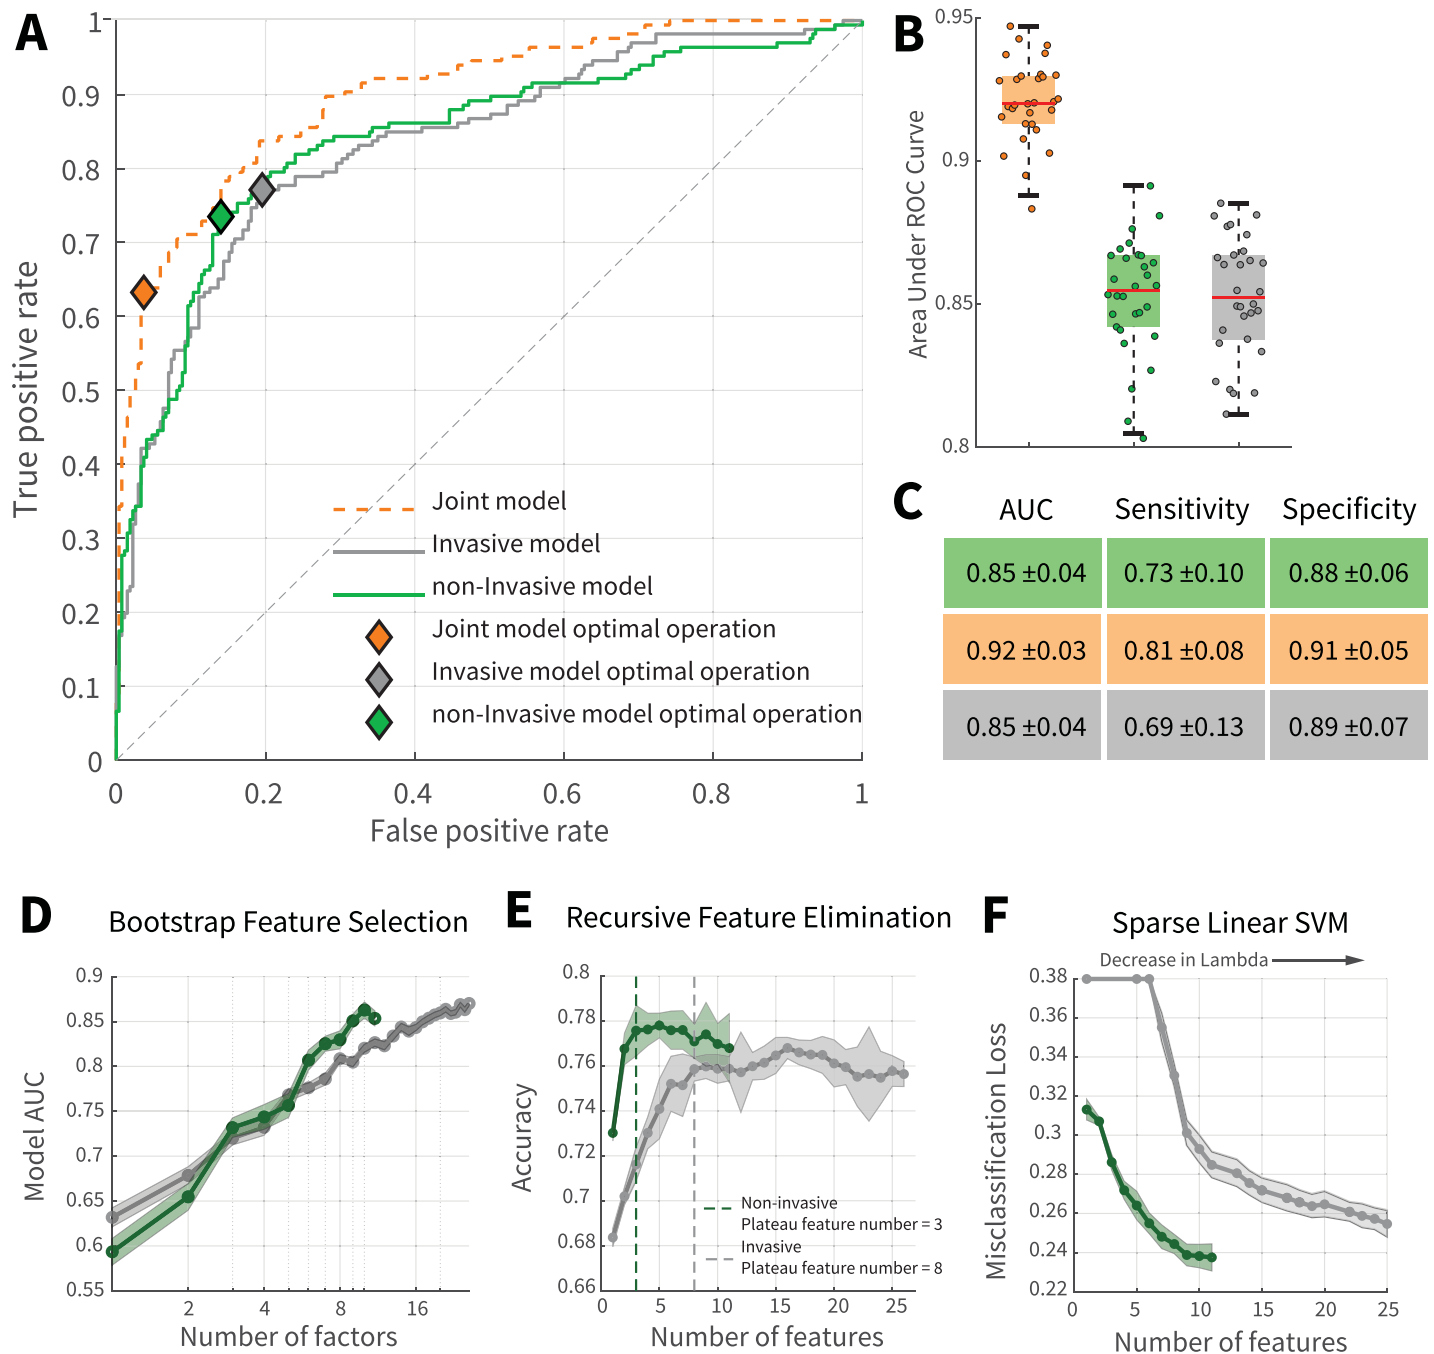 A
1
0.9
0.8
0.7
0.6
0.5
0.4
0.3
0.2
0.1
0
True positive rate
0
0.2
0.4
0.6
0.8
1
False positive rate
Joint model
Invasive model
non-Invasive model
Joint model optimal operation
Invasive model optimal operation
non-Invasive model optimal operation
B
0.95
0.9
0.85
0.8
Area Under ROC Curve
C
AUC Sensitivity Specificity
0.85 ±0.04 0.73 ±0.10 0.88 ±0.06
0.92 ±0.03 0.81 ±0.08 0.91 ±0.05
0.85 ±0.04 0.69 ±0.13 0.89 ±0.07
D
Bootstrap Feature Selection
0.9
0.85
0.8
0.75
0.7
0.65
0.6
0.55
Model AUC
2 4 8 16
Number of factors
E
Recursive Feature Elimination
0.8
0.78
0.76
0.74
0.72
0.7
0.68
0.66
Accuracy
Non-invasive
Plateau feature number = 3
Invasive
Plateau feature number = 8
0 5 10 15 20 25
Number of features
F
Sparse Linear SVM
Decrease in Lambda
0.38
0.36
0.34
0.32
0.3
0.28
0.26
0.24
0.22
Misclassification Loss
0 5 10 15 20 25
Number of features